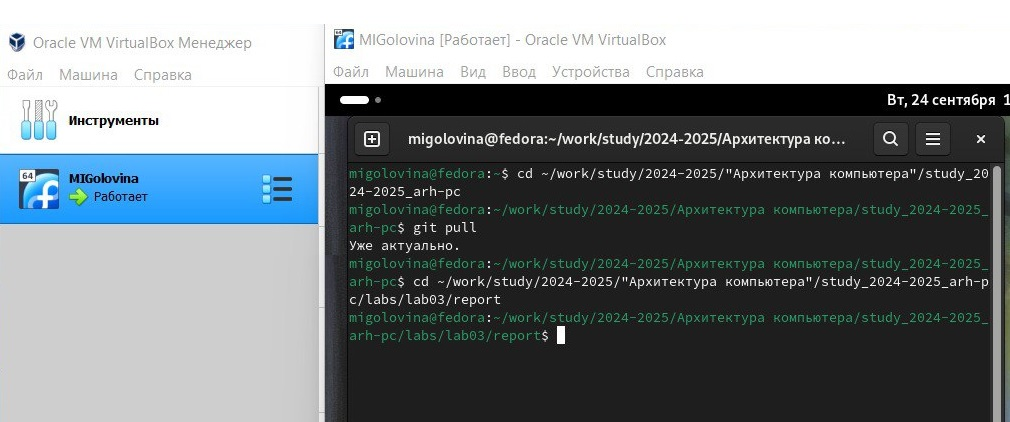 Oracle VM VirtualBox Менеджер
Файл Машина Справка
Инструменты
64
MIGolovina
Работает
64
MIGolovina [Работает] - Oracle VM VirtualBox
Файл Машина Вид Ввод Устройства Справка
Вт, 24 сентября 1
migolovina@fedora:~/work/study/2024-2025/Архитектура ко...
migolovina@fedora:~$ cd ~/work/study/2024-2025/"Архитектура компьютера"/study_20
24-2025_arh-pc
migolovina@fedora:~/work/study/2024-2025/Архитектура компьютера/study_2024-2025_
arh-pc$ git pull
Уже актуально.
migolovina@fedora:~/work/study/2024-2025/Архитектура компьютера/study_2024-2025_
arh-pc$ cd ~/work/study/2024-2025/"Архитектура компьютера"/study_2024-2025_arh-p
c/labs/lab03/report
migolovina@fedora:~/work/study/2024-2025/Архитектура компьютера/study_2024-2025_
arh-pc/labs/lab03/report$